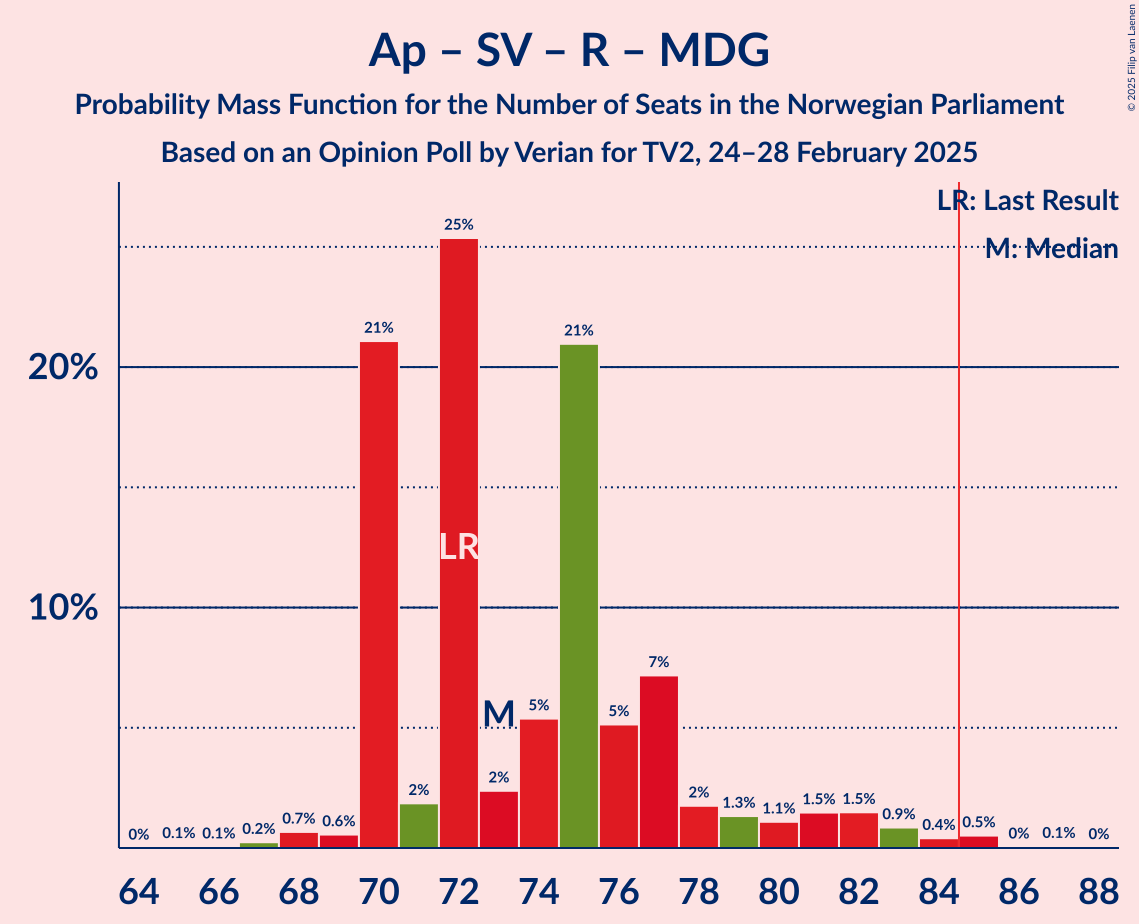 Ap – SV – R – MDG
Probability Mass Function for the Number of Seats in the Norwegian Parliament
Based on an Opinion Poll by Verian for TV2, 24–28 February 2025
© 2025 Filip van Laenen
LR: Last Result
M: Median
20%
10%
0% 0.1% 0.1% 0.2% 0.7% 0.6% 21% 2% 25% 2% 5% 21% 5% 7% 2% 1.3% 1.1% 1.5% 1.5% 0.9% 0.4% 0.5% 0% 0.1% 0%
LR
M
64 66 68 70 72 74 76 78 80 82 84 86 88